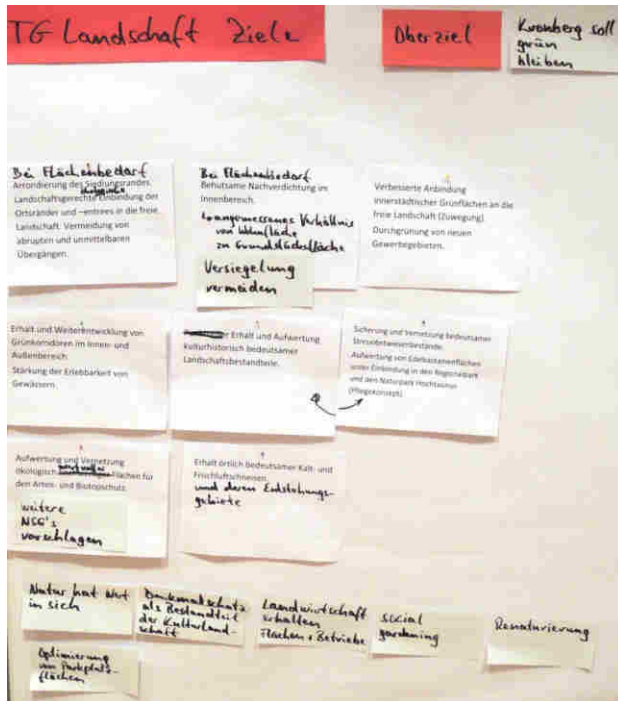 TG Landschaft Ziele
Oberziel
Kronberg soll
grün
bleiben
Bei Flächenbedarf
Arrondierung des Siedlungsrandes.
Landschaftsgerechte Einbindung der
Ortsränder und –entrees in die freie
Landschaft. Vermeidung von
abrupten und unmittelbaren
Übergängen.
Bei Flächenbedarf
Behutsame Nachverdichtung im
Innenbereich.
angemessenes Verhältnis
von Wohnfläche
zu Grundstücksfläche
Versiegelung
vermeiden
Verbesserte Anbindung
innerstädtischer Grünflächen an die
freie Landschaft (Zuwegung)
Durchgrünung von neuen
Gewerbegebieten.
Erhalt und Weiterentwicklung von
Grünkorridoren im Innen- und
Außenbereich.
Stärkung der Erlebbarkeit von
Gewässern.
Erhalt und Aufwertung
kulturhistorisch bedeutsamer
Landschaftsbestandteile.
Sicherung und Vernetzung bedeutsamer
Streuobstwiesenbestände.
Aufwertung von Edelkastanienflächen
unter Einbindung in den Regionalpark
und den Naturpark Hochtaunus
(Pflegekonzept)
Aufwertung und Vernetzung
ökologisch wertvoller Flächen für
den Arten- und Biotopschutz.
weitere
NSG's
vorschlagen
Erhalt örtlich bedeutsamer Kalt- und
Frischluftschneisen.
und deren Entstehungs-
gebiete
Natur hat Wert
in sich
Denkmalschutz
als Bestandteil
der Kulturland-
schaft
Landwirtschaft
erhalten
Flächen + Betriebe
social
gardening
Renaturierung
Optimierung
von Parkplatz-
flächen